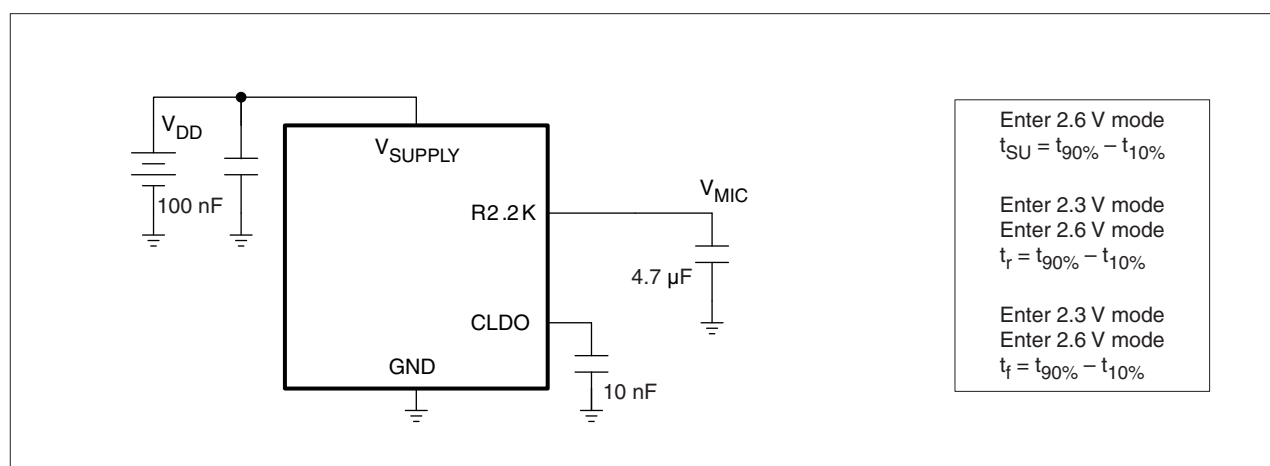 V_DD
100 nF
V_SUPPLY
R2.2K
CLDO
GND
10 nF
V_MIC
4.7 µF
Enter 2.6 V mode
t_SU = t_90% – t_10%
Enter 2.3 V mode
Enter 2.6 V mode
t_r = t_90% – t_10%
Enter 2.3 V mode
Enter 2.6 V mode
t_f = t_90% – t_10%